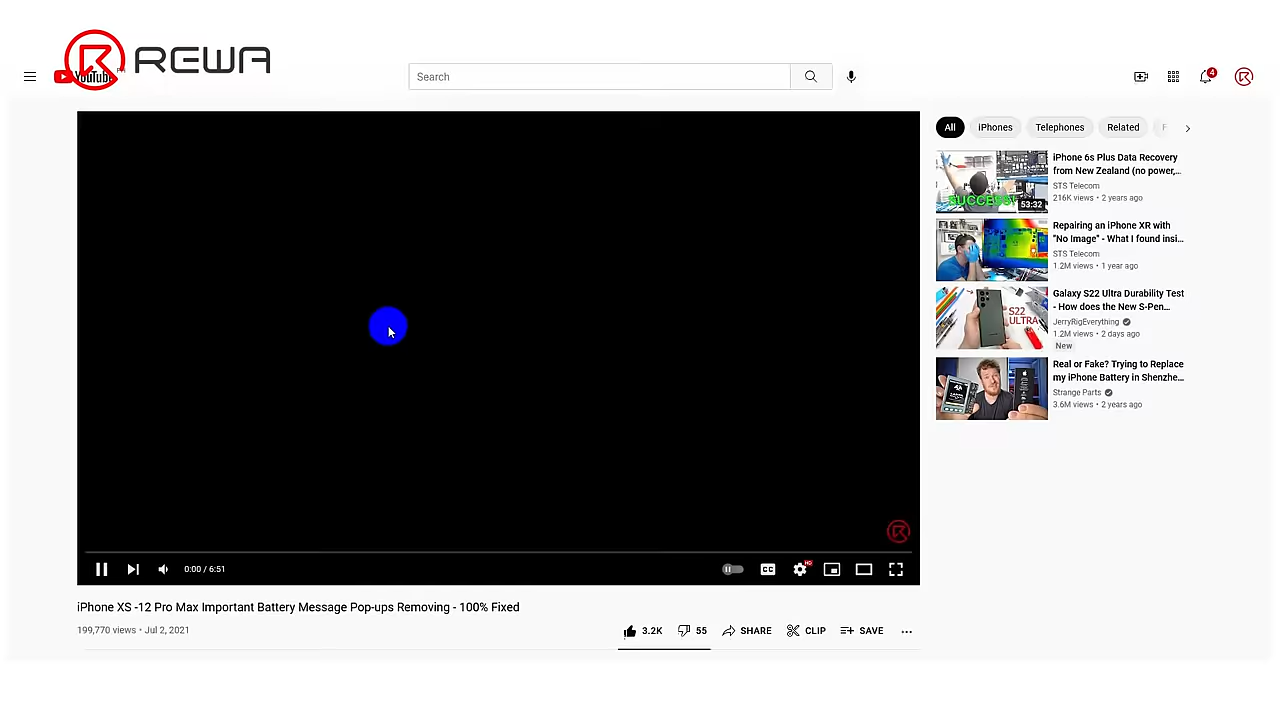 REWA
YouTube
Search
4
All
iPhones
Telephones
Related
F
iPhone 6s Plus Data Recovery
from New Zealand (no power,...
STS Telecom
216K views • 2 years ago
SUCCESS!
53:32
Repairing an iPhone XR with
"No Image" - What I found insi...
STS Telecom
1.2M views • 1 year ago
Galaxy S22 Ultra Durability Test
- How does the New S-Pen...
JerryRigEverything
1.2M views • 2 days ago
New
S22
ULTRA
Real or Fake? Trying to Replace
my iPhone Battery in Shenzhe...
Strange Parts
3.6M views • 2 years ago
0:00 / 6:51
CC
HD
iPhone XS -12 Pro Max Important Battery Message Pop-ups Removing - 100% Fixed
199,770 views • Jul 2, 2021
3.2K
55
SHARE
CLIP
SAVE